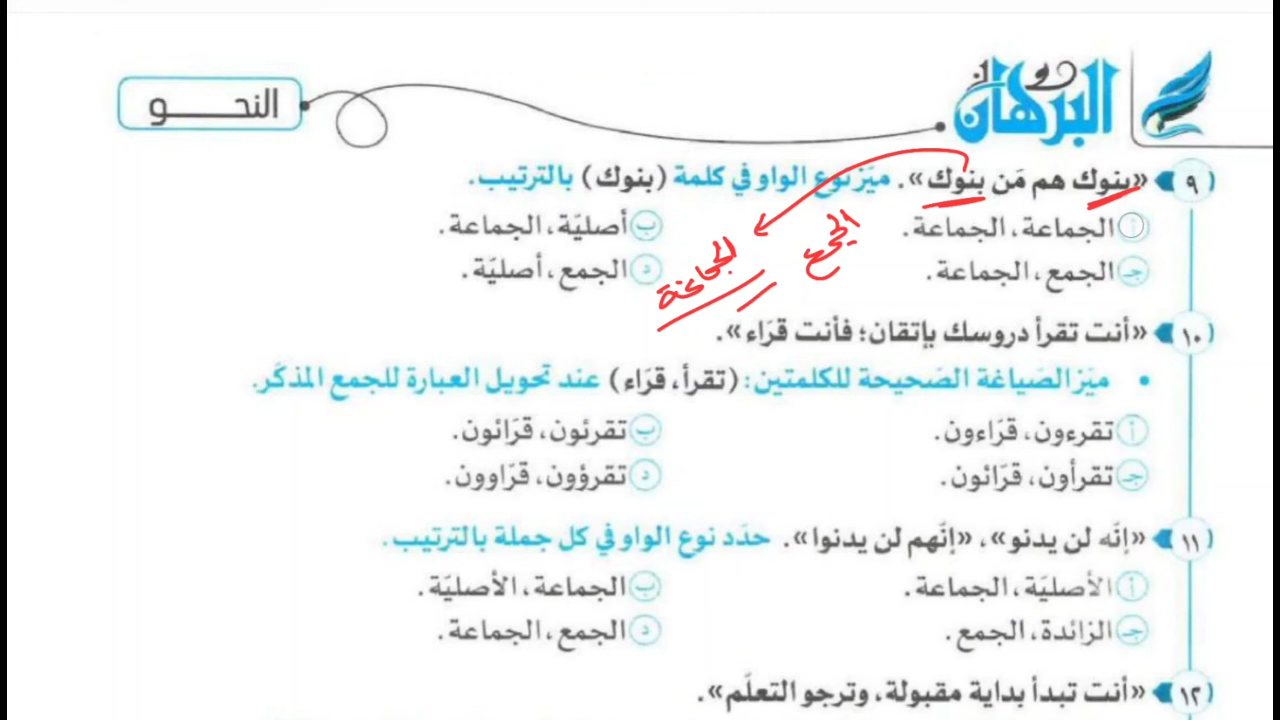 البرهان
النحـــو
٩ «بنوك هم مَن بنوك». ميّز نوع الواو في كلمة (بنوك) بالترتيب.
أ الجماعة، الجماعة. ب أصليّة، الجماعة.
جـ الجمع، الجماعة. د الجمع، أصليّة.
الجمع
الجماعة
١٠ «أنت تقرأ دروسك بإتقان؛ فأنت قرّاء».
• ميّز الصّياغة الصّحيحة للكلمتين: (تقرأ، قرّاء) عند تحويل العبارة للجمع المذكّر.
أ تقرءون، قرّاءون. ب تقرئون، قرّائون.
جـ تقرأون، قرّائون. د تقرؤون، قرّاوون.
١١ «إنّه لن يدنو»، «إنّهم لن يدنوا». حدّد نوع الواو في كل جملة بالترتيب.
أ الأصليّة، الجماعة. ب الجماعة، الأصليّة.
جـ الزائدة، الجمع. د الجمع، الجماعة.
١٢ «أنت تبدأ بداية مقبولة، وترجو التعلّم».